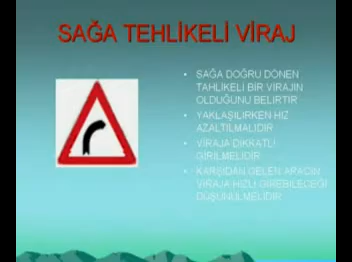 SAĞA TEHLİKELİ VİRAJ
SAĞA DOĞRU DÖNEN
TAHLİKELİ BİR VİRAJIN
OLDUĞUNU BELİRTİR
YAKLAŞILIRKEN HIZ
AZALTILMALIDIR
VİRAJA DİKKATLİ
GİRİLMELİDİR
KARŞIDAN GELEN ARACIN
VİRAJA HIZLI GİREBİLECEĞİ
DÜŞÜNÜLMELİDİR